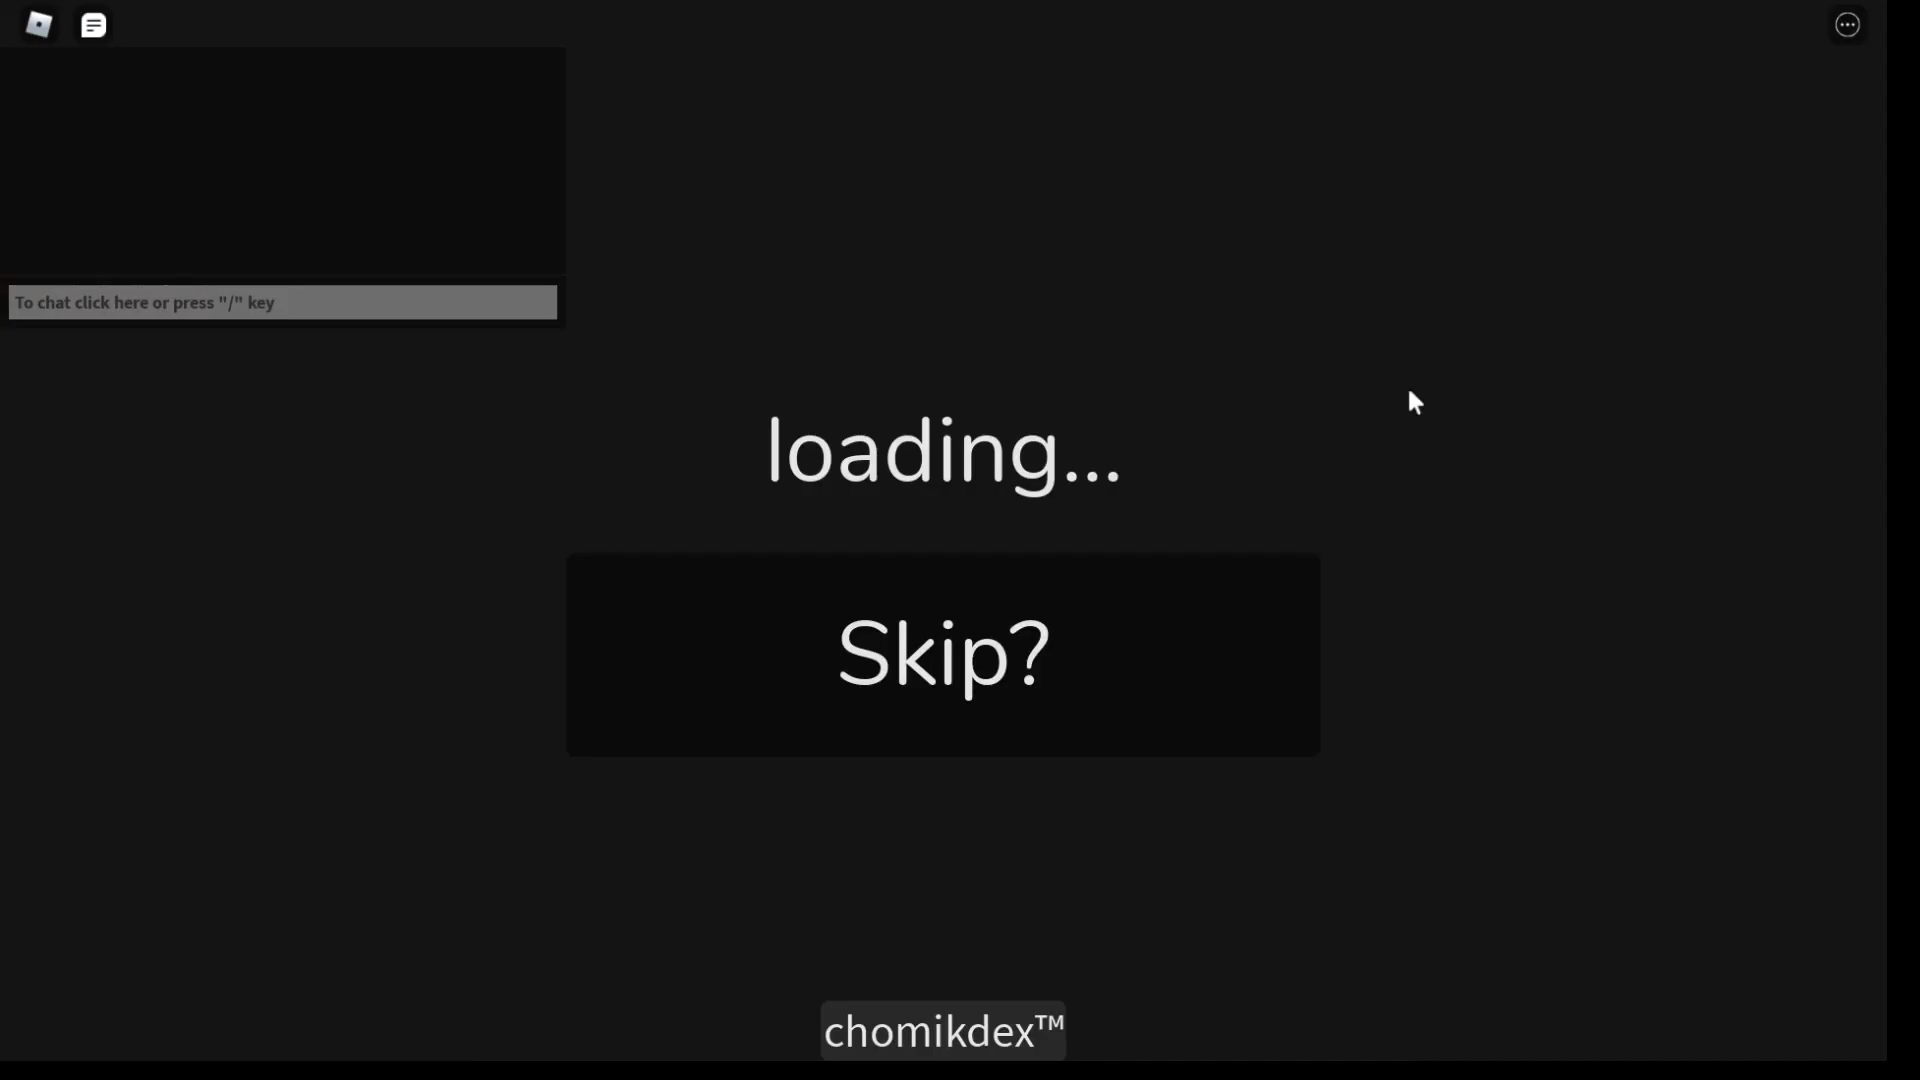 To chat click here or press "/" key
loading...
Skip?
chomikdex™